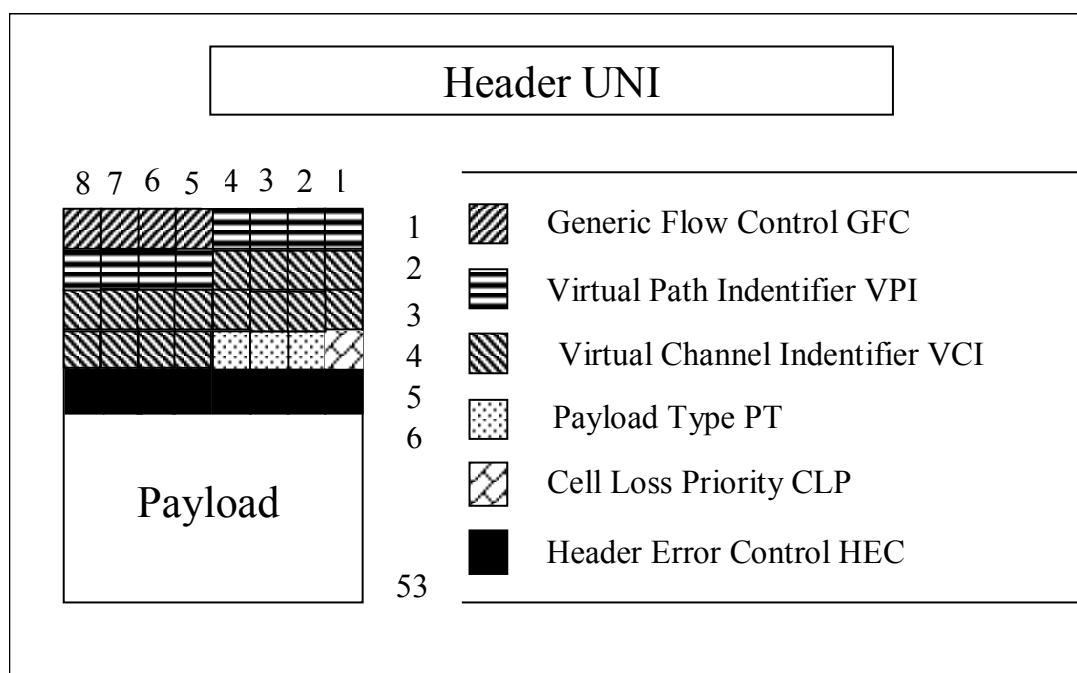 Header UNI
8 7 6 5 4 3 2 1
1
2
3
4
5
6
53
Payload
Generic Flow Control GFC
Virtual Path Indentifier VPI
Virtual Channel Indentifier VCI
Payload Type PT
Cell Loss Priority CLP
Header Error Control HEC